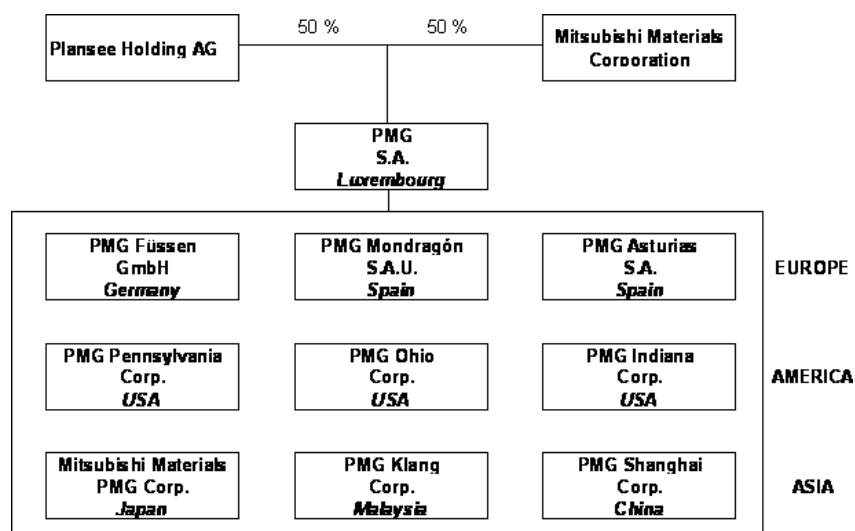 50 % 50 %
Plansee Holding AG
Mitsubishi Materials
Corporation
PMG
S.A.
Luxembourg
PMG Füssen
GmbH
Germany
PMG Mondragón
S.A.U.
Spain
PMG Asturias
S.A.
Spain
EUROPE
PMG Pennsylvania
Corp.
USA
PMG Ohio
Corp.
USA
PMG Indiana
Corp.
USA
AMERICA
Mitsubishi Materials
PMG Corp.
Japan
PMG Klang
Corp.
Malaysia
PMG Shanghai
Corp.
China
ASIA